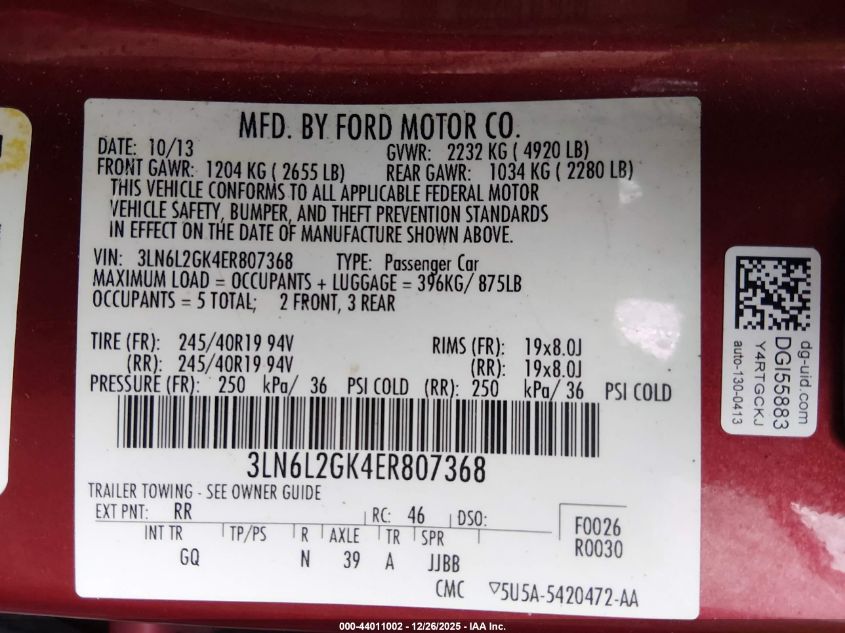 MFD. BY FORD MOTOR CO.
DATE: 10/13
GVWR: 2232 KG ( 4920 LB)
FRONT GAWR: 1204 KG ( 2655 LB)
REAR GAWR: 1034 KG ( 2280 LB)
THIS VEHICLE CONFORMS TO ALL APPLICABLE FEDERAL MOTOR
VEHICLE SAFETY, BUMPER, AND THEFT PREVENTION STANDARDS
IN EFFECT ON THE DATE OF MANUFACTURE SHOWN ABOVE.
VIN: 3LN6L2GK4ER807368 TYPE: Passenger Car
MAXIMUM LOAD = OCCUPANTS + LUGGAGE = 396KG/ 875LB
OCCUPANTS = 5 TOTAL; 2 FRONT, 3 REAR
TIRE (FR): 245/40R19 94V RIMS (FR): 19x8.0J
(RR): 245/40R19 94V (RR): 19x8.0J
PRESSURE (FR): 250 kPa/ 36 PSI COLD (RR): 250 kPa/ 36 PSI COLD
3LN6L2GK4ER807368
TRAILER TOWING - SEE OWNER GUIDE
EXT PNT: RR RC: 46 DSO:
INT TR TP/PS R AXLE TR SPR
GQ N 39 A JJBB
F0026
R0030
CMC ▽5U5A-5420472-AA
dg-uid.com
DGI55883
Y4RTGCKJ
auto-130-0413
000-44011002 - 12/26/2025 - IAA Inc.